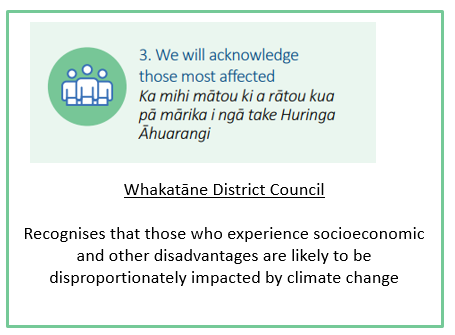 3. We will acknowledge
those most affected
Ka mihi mātou ki a rātou kua
pā mārika i ngā take Huringa
Āhuarangi
Whakatāne District Council
Recognises that those who experience socioeconomic
and other disadvantages are likely to be
disproportionately impacted by climate change